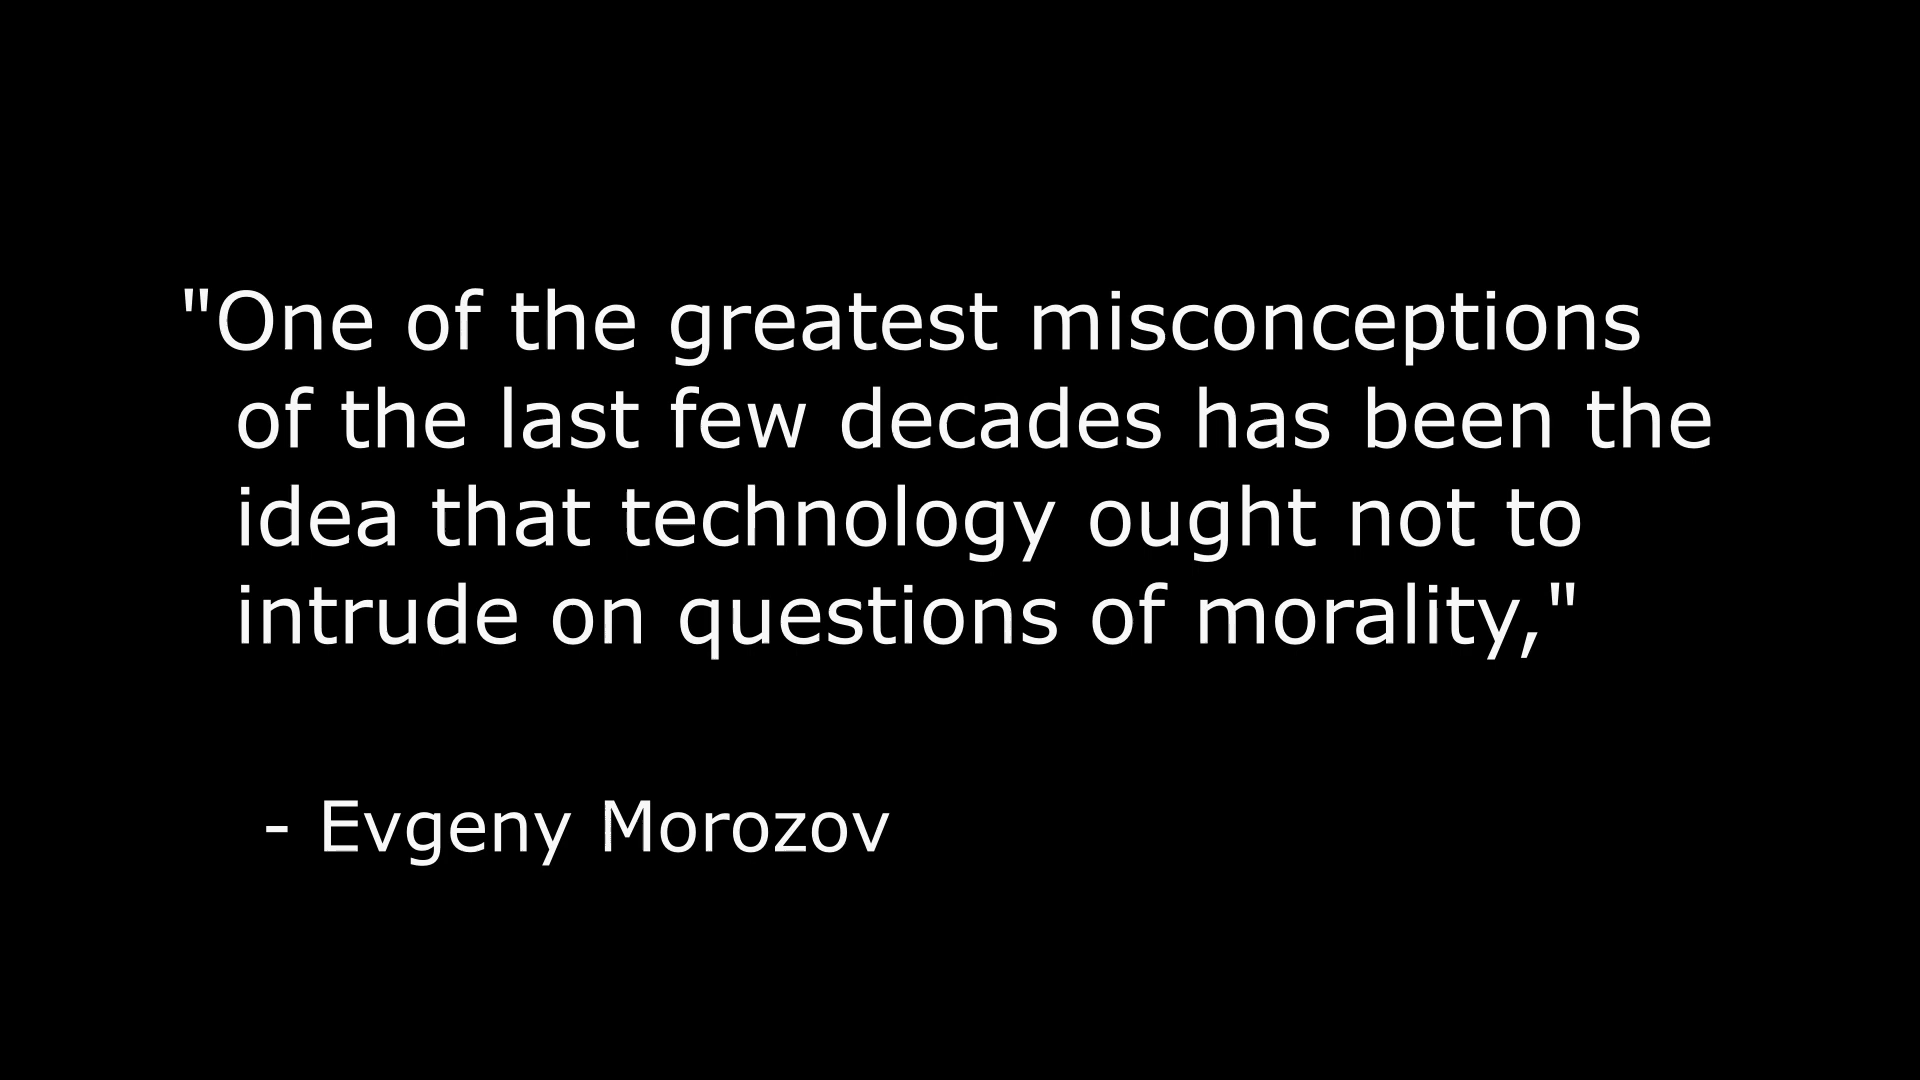 "One of the greatest misconceptions
of the last few decades has been the
idea that technology ought not to
intrude on questions of morality,"
- Evgeny Morozov